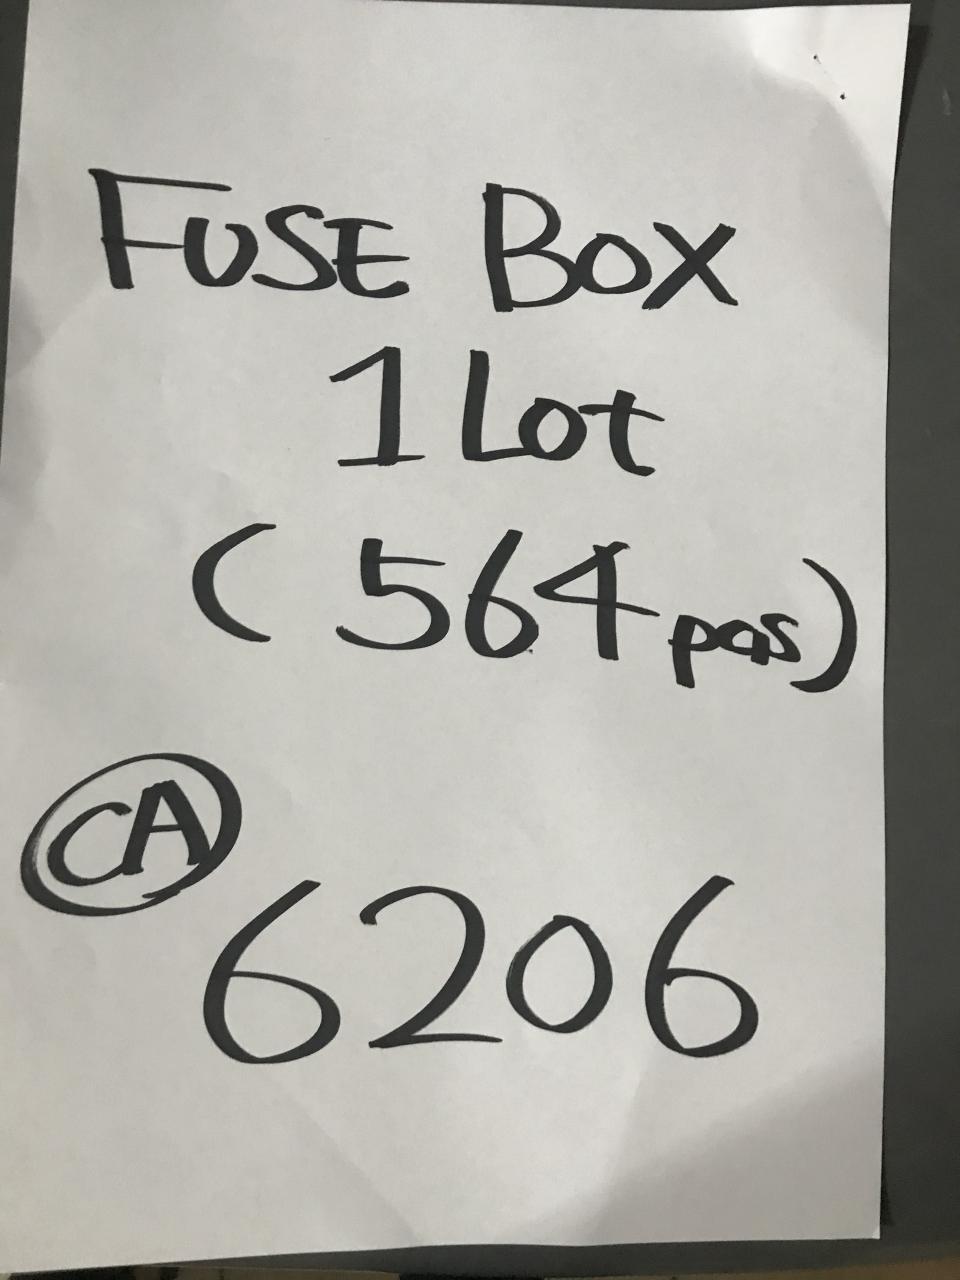 FUSE BOX
1 Lot
(564 pcs)
CA
6206